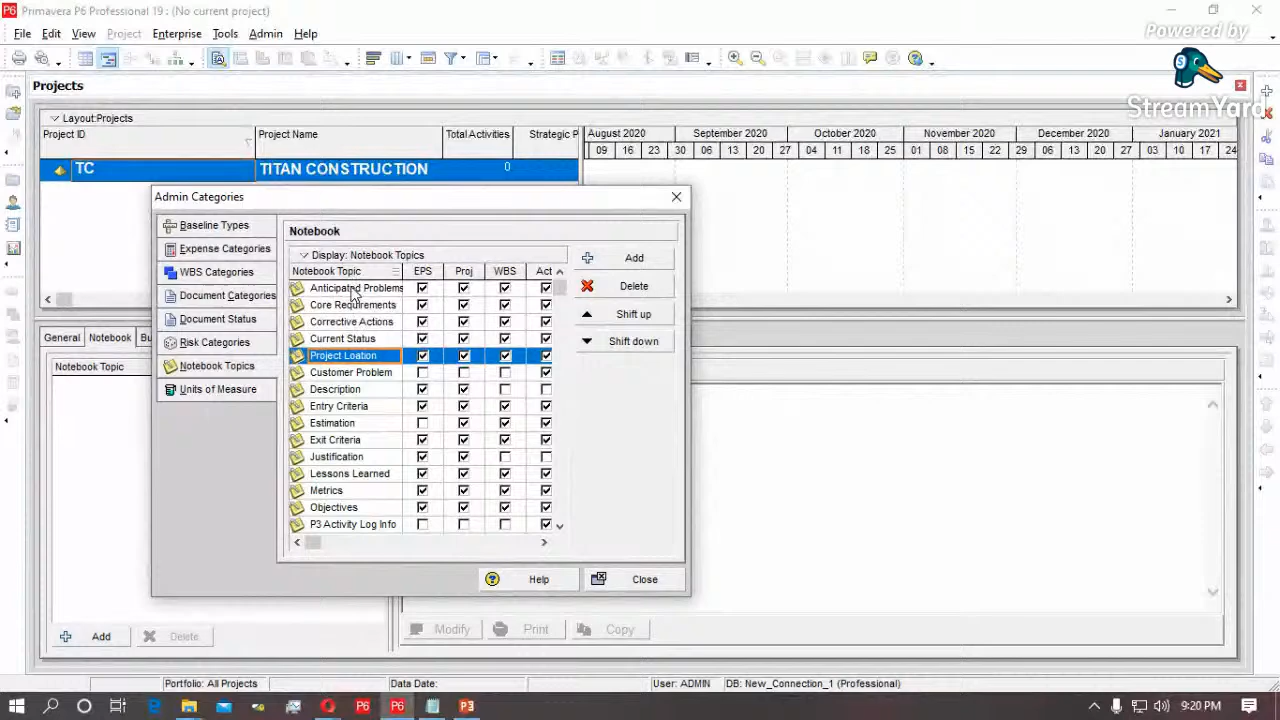 P6 Primavera P6 Professional 19 : (No current project)
File Edit View Project Enterprise Tools Admin Help
Powered by
StreamYard
Projects
Layout:Projects
Project ID Project Name Total Activities Strategic P
August 2020 September 2020 October 2020 November 2020 December 2020 January 2021
09 16 23 30 06 13 20 27 04 11 18 25 01 08 15 22 29 06 13 20 27 03 10 17 24
TC TITAN CONSTRUCTION 0
Admin Categories
Baseline Types
Expense Categories
WBS Categories
Document Categories
Document Status
Risk Categories
Notebook Topics
Units of Measure
Notebook
Display: Notebook Topics
Notebook Topic EPS Proj WBS Act
Anticipated Problems
Core Requirements
Corrective Actions
Current Status
Project Loation
Customer Problem
Description
Entry Criteria
Estimation
Exit Criteria
Justification
Lessons Learned
Metrics
Objectives
P3 Activity Log Info
Add
Delete
Shift up
Shift down
Help Close
General Notebook Bu
Notebook Topic
Add Delete
Modify Print Copy
Portfolio: All Projects Data Date: User: ADMIN DB: New_Connection_1 (Professional)
9:20 PM